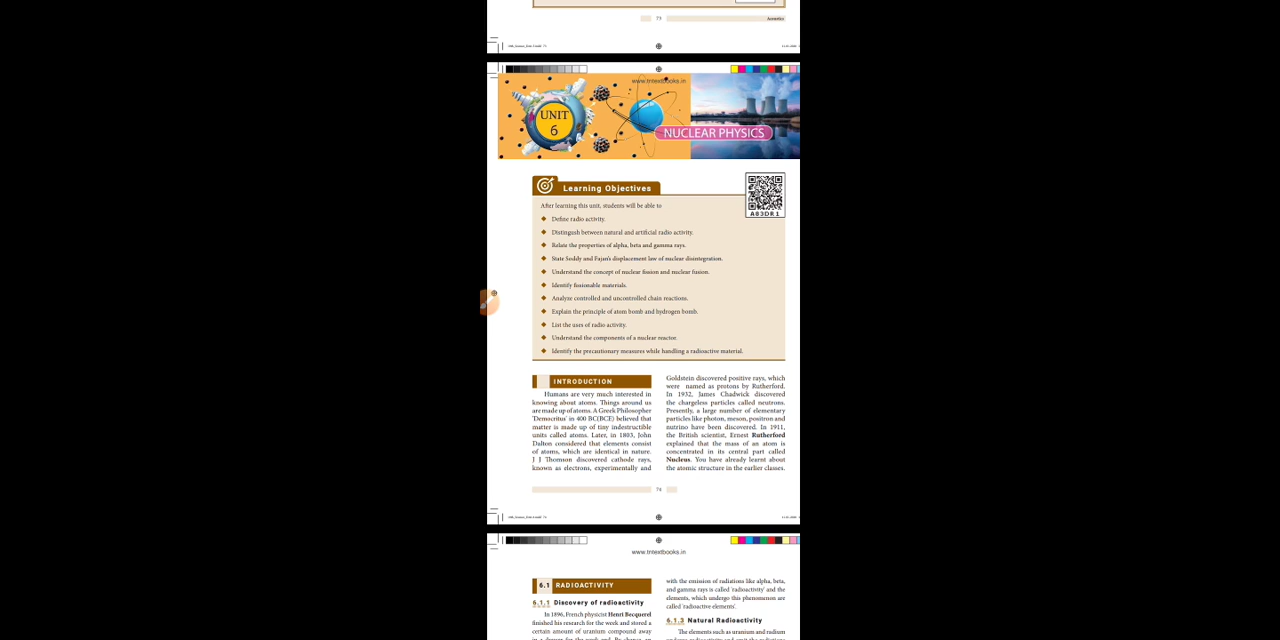 73
Acoustics
www.tntextbooks.in
UNIT
6
NUCLEAR PHYSICS
Learning Objectives
A83DR1
After learning this unit, students will be able to
Define radio activity.
Distingush between natural and artificial radio activity.
Relate the properties of alpha, beta and gamma rays.
State Soddy and Fajan's displacement law of nuclear disintegration.
Understand the concept of nuclear fission and nuclear fusion.
Identify fissionable materials.
Analyze controlled and uncontrolled chain reactions.
Explain the principle of atom bomb and hydrogen bomb.
List the uses of radio activity.
Understand the components of a nuclear reactor.
Identify the precautionary measures while handling a radioactive material.
INTRODUCTION
Humans are very much interested in
knowing about atoms. Things around us
are made up of atoms. A Greek Philosopher
'Democritus' in 400 BC(BCE) believed that
matter is made up of tiny indestructible
units called atoms. Later, in 1803, John
Dalton considered that elements consist
of atoms, which are identical in nature.
J J Thomson discovered cathode rays,
known as electrons, experimentally and
Goldstein discovered positive rays, which
were named as protons by Rutherford.
In 1932, James Chadwick discovered
the chargeless particles called neutrons.
Presently, a large number of elementary
particles like photon, meson, positron and
nutrino have been discovered. In 1911,
the British scientist, Ernest Rutherford
explained that the mass of an atom is
concentrated in its central part called
Nucleus. You have already learnt about
the atomic structure in the earlier classes.
74
www.tntextbooks.in
6.1 RADIOACTIVITY
6.1.1 Discovery of radioactivity
In 1896, French physicist Henri Becquerel
finished his research for the week and stored a
certain amount of uranium compound away
with the emission of radiations like alpha, beta,
and gamma rays is called 'radioactivity' and the
elements, which undergo this phenomenon are
called 'radioactive elements'.
6.1.3 Natural Radioactivity
The elements such as uranium and radium